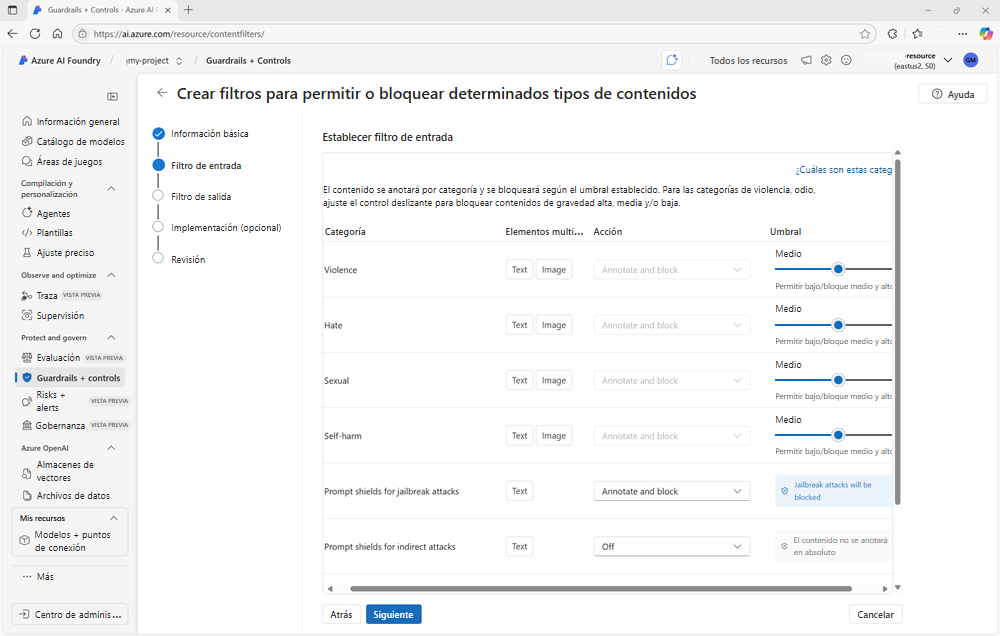 Guardrails + Controls - Azure AI F
https://ai.azure.com/resource/contentfilters/
Azure AI Foundry / my-project / Guardrails + Controls
Todos los recursos
-resource
(eastus2, S0)
GM
Crear filtros para permitir o bloquear determinados tipos de contenidos
Ayuda
Información general
Catálogo de modelos
Áreas de juegos
Compilación y
personalización
Agentes
Plantillas
Ajuste preciso
Observe and optimize
Traza VISTA PREVIA
Supervisión
Protect and govern
Evaluación VISTA PREVIA
Guardrails + controls
Risks +
alerts VISTA PREVIA
Gobernanza VISTA PREVIA
Azure OpenAI
Almacenes de
vectores
Archivos de datos
Mis recursos
Modelos + puntos
de conexión
Más
Centro de adminis ...
Información básica
Filtro de entrada
Filtro de salida
Implementación (opcional)
Revisión
Establecer filtro de entrada
¿Cuáles son estas categ
El contenido se anotará por categoría y se bloqueará según el umbral establecido. Para las categorías de violencia, odio,
ajuste el control deslizante para bloquear contenidos de gravedad alta, media y/o baja.
Categoría Elementos multi... Acción Umbral
Violence Text Image Annotate and block Medio
Permitir bajo/bloque medio y alto
Hate Text Image Annotate and block Medio
Permitir bajo/bloque medio y alto
Sexual Text Image Annotate and block Medio
Permitir bajo/bloque medio y alto
Self-harm Text Image Annotate and block Medio
Permitir bajo/bloque medio y alto
Prompt shields for jailbreak attacks Text Annotate and block Jailbreak attacks will be
blocked
Prompt shields for indirect attacks Text Off El contenido no se anotará
en absoluto
Atrás Siguiente Cancelar